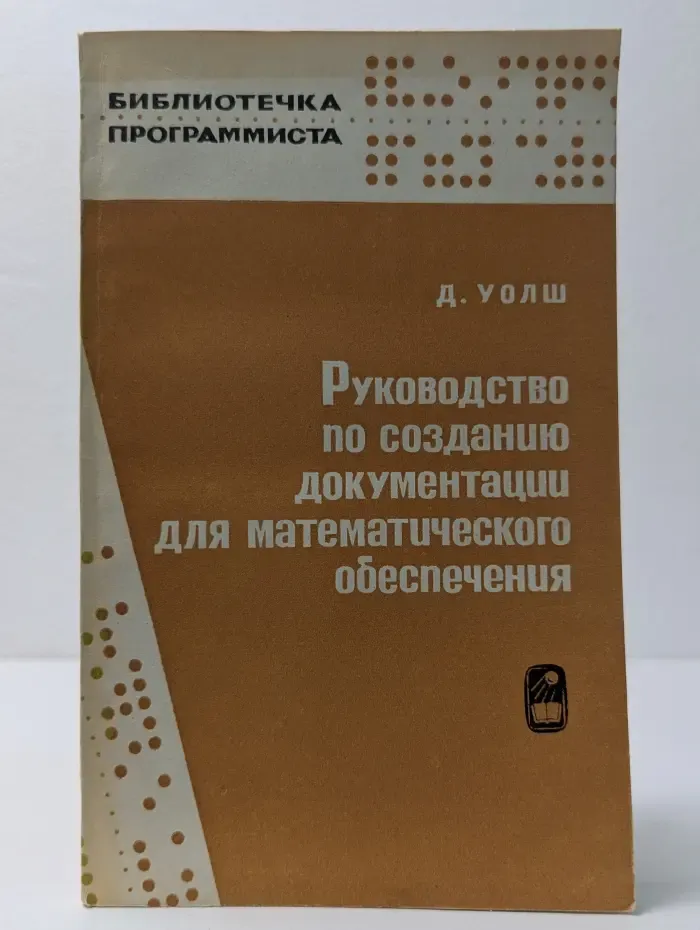 БИБЛИОТЕЧКА
ПРОГРАММИСТА
Д. УОЛШ
Руководство
по созданию
документации
для математического
обеспечения